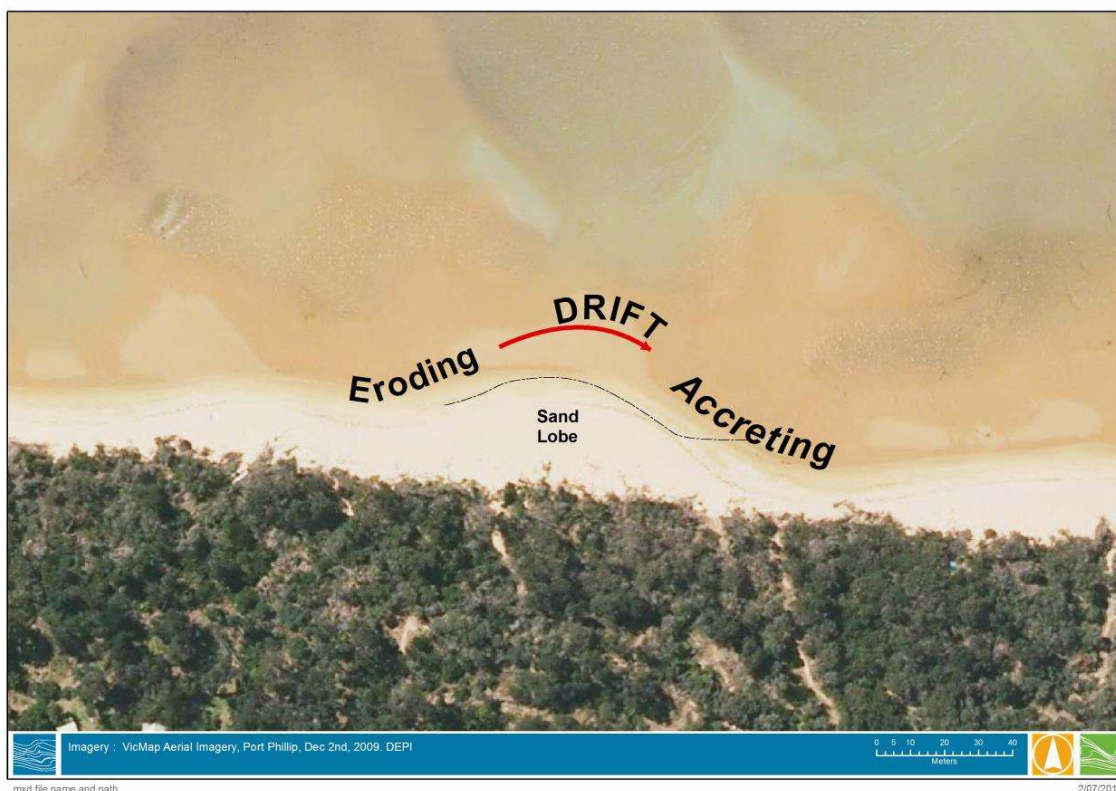 DRIFT
Eroding
Accreting
Sand
Lobe
Imagery : VicMap Aerial Imagery, Port Phillip, Dec 2nd, 2009. DEPI
0 5 10 20 30 40
Meters
mxd file name and path